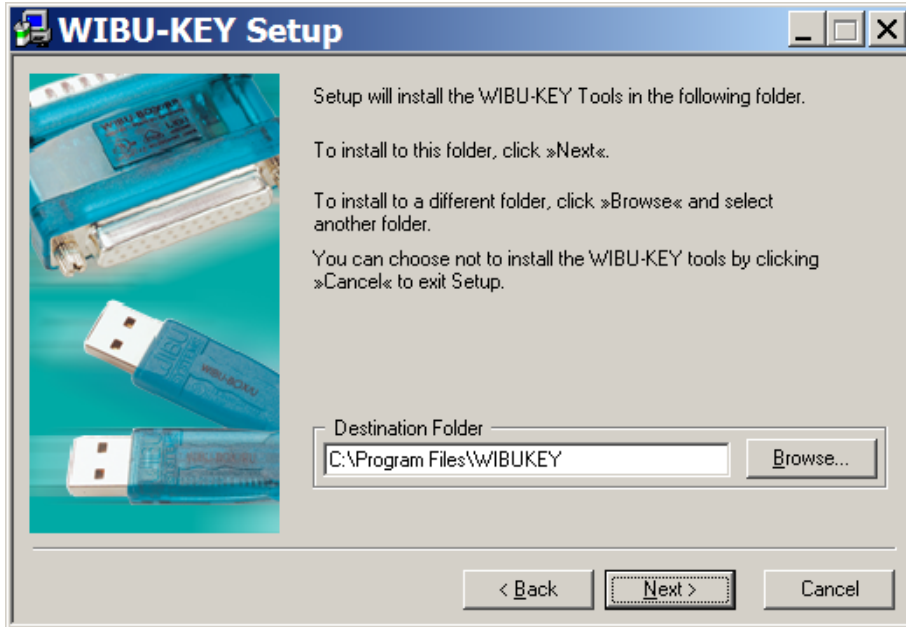 WIBU-KEY Setup
Setup will install the WIBU-KEY Tools in the following folder.
To install to this folder, click »Next«.
To install to a different folder, click »Browse« and select
another folder.
You can choose not to install the WIBU-KEY tools by clicking
»Cancel« to exit Setup.
Destination Folder
C:\Program Files\WIBUKEY
Browse...
< Back
Next >
Cancel
WIBU
SYSTEMS